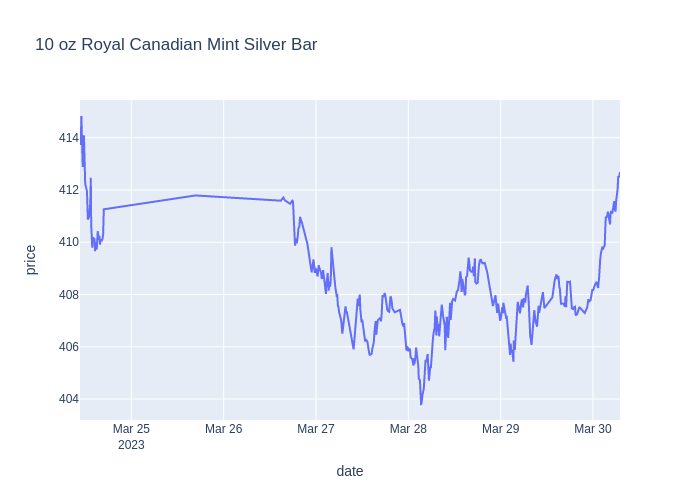 10 oz Royal Canadian Mint Silver Bar
price
414
412
410
408
406
404
Mar 25
2023
Mar 26
Mar 27
Mar 28
Mar 29
Mar 30
date